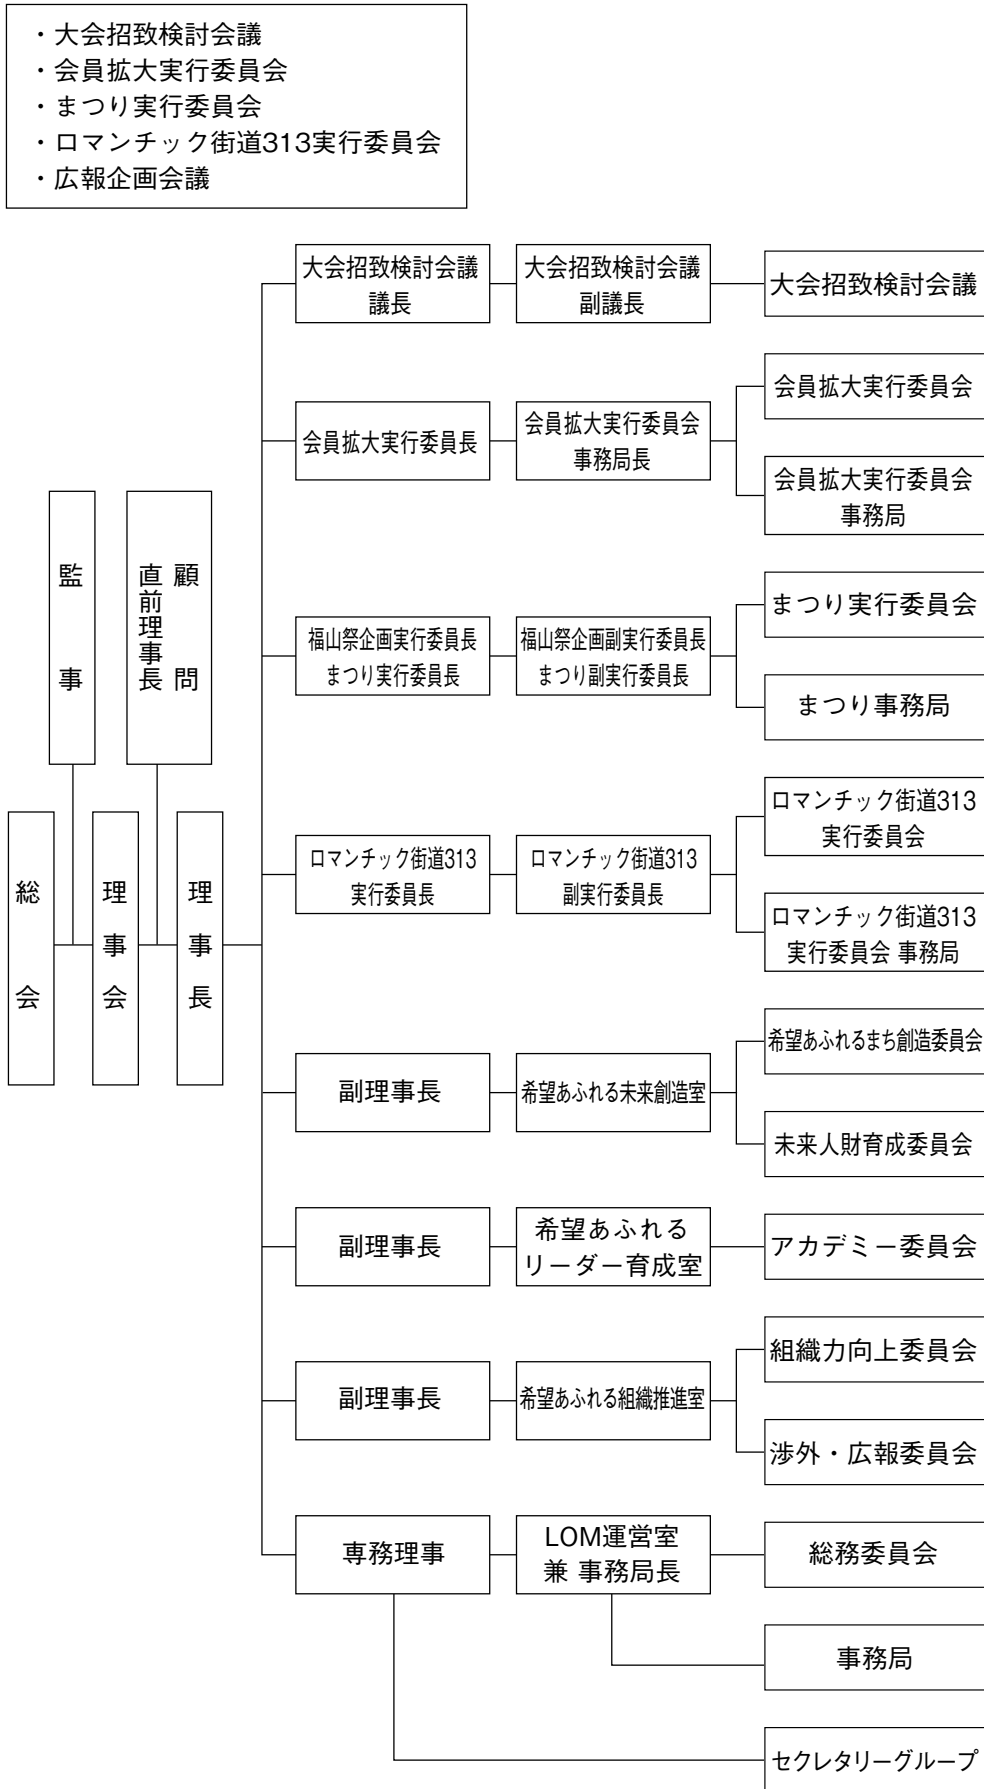 ・大会招致検討会議
・会員拡大実行委員会
・まつり実行委員会
・ロマンチック街道313実行委員会
・広報企画会議
総会
監事
理事会
顧問
直前理事長
理事長
大会招致検討会議
議長
大会招致検討会議
副議長
大会招致検討会議
会員拡大実行委員長
会員拡大実行委員会
事務局長
会員拡大実行委員会
会員拡大実行委員会
事務局
福山祭企画実行委員長
まつり実行委員長
福山祭企画副実行委員長
まつり副実行委員長
まつり実行委員会
まつり事務局
ロマンチック街道313
実行委員長
ロマンチック街道313
副実行委員長
ロマンチック街道313
実行委員会
ロマンチック街道313
実行委員会 事務局
副理事長
希望あふれる未来創造室
希望あふれるまち創造委員会
未来人財育成委員会
副理事長
希望あふれる
リーダー育成室
アカデミー委員会
副理事長
希望あふれる組織推進室
組織力向上委員会
渉外・広報委員会
専務理事
LOM運営室
兼 事務局長
総務委員会
事務局
セクレタリーグループ